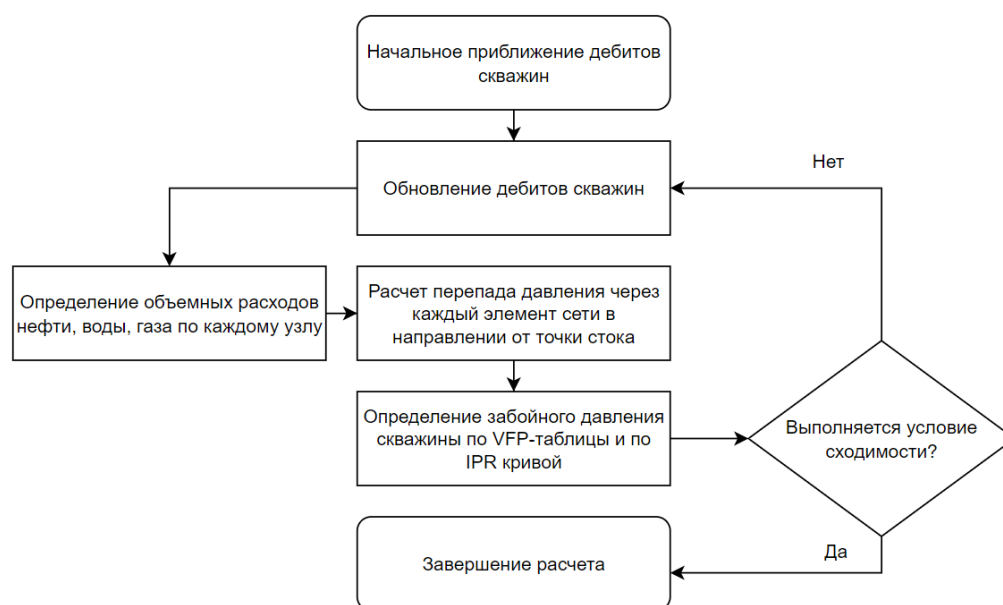 Начальное приближение дебитов
скважин
Обновление дебитов скважин
Нет
Определение объемных расходов
нефти, воды, газа по каждому узлу
Расчет перепада давления через
каждый элемент сети в
направлении от точки стока
Определение забойного давления
скважины по VFP-таблицы и по
IPR кривой
Выполняется условие
сходимости?
Да
Завершение расчета